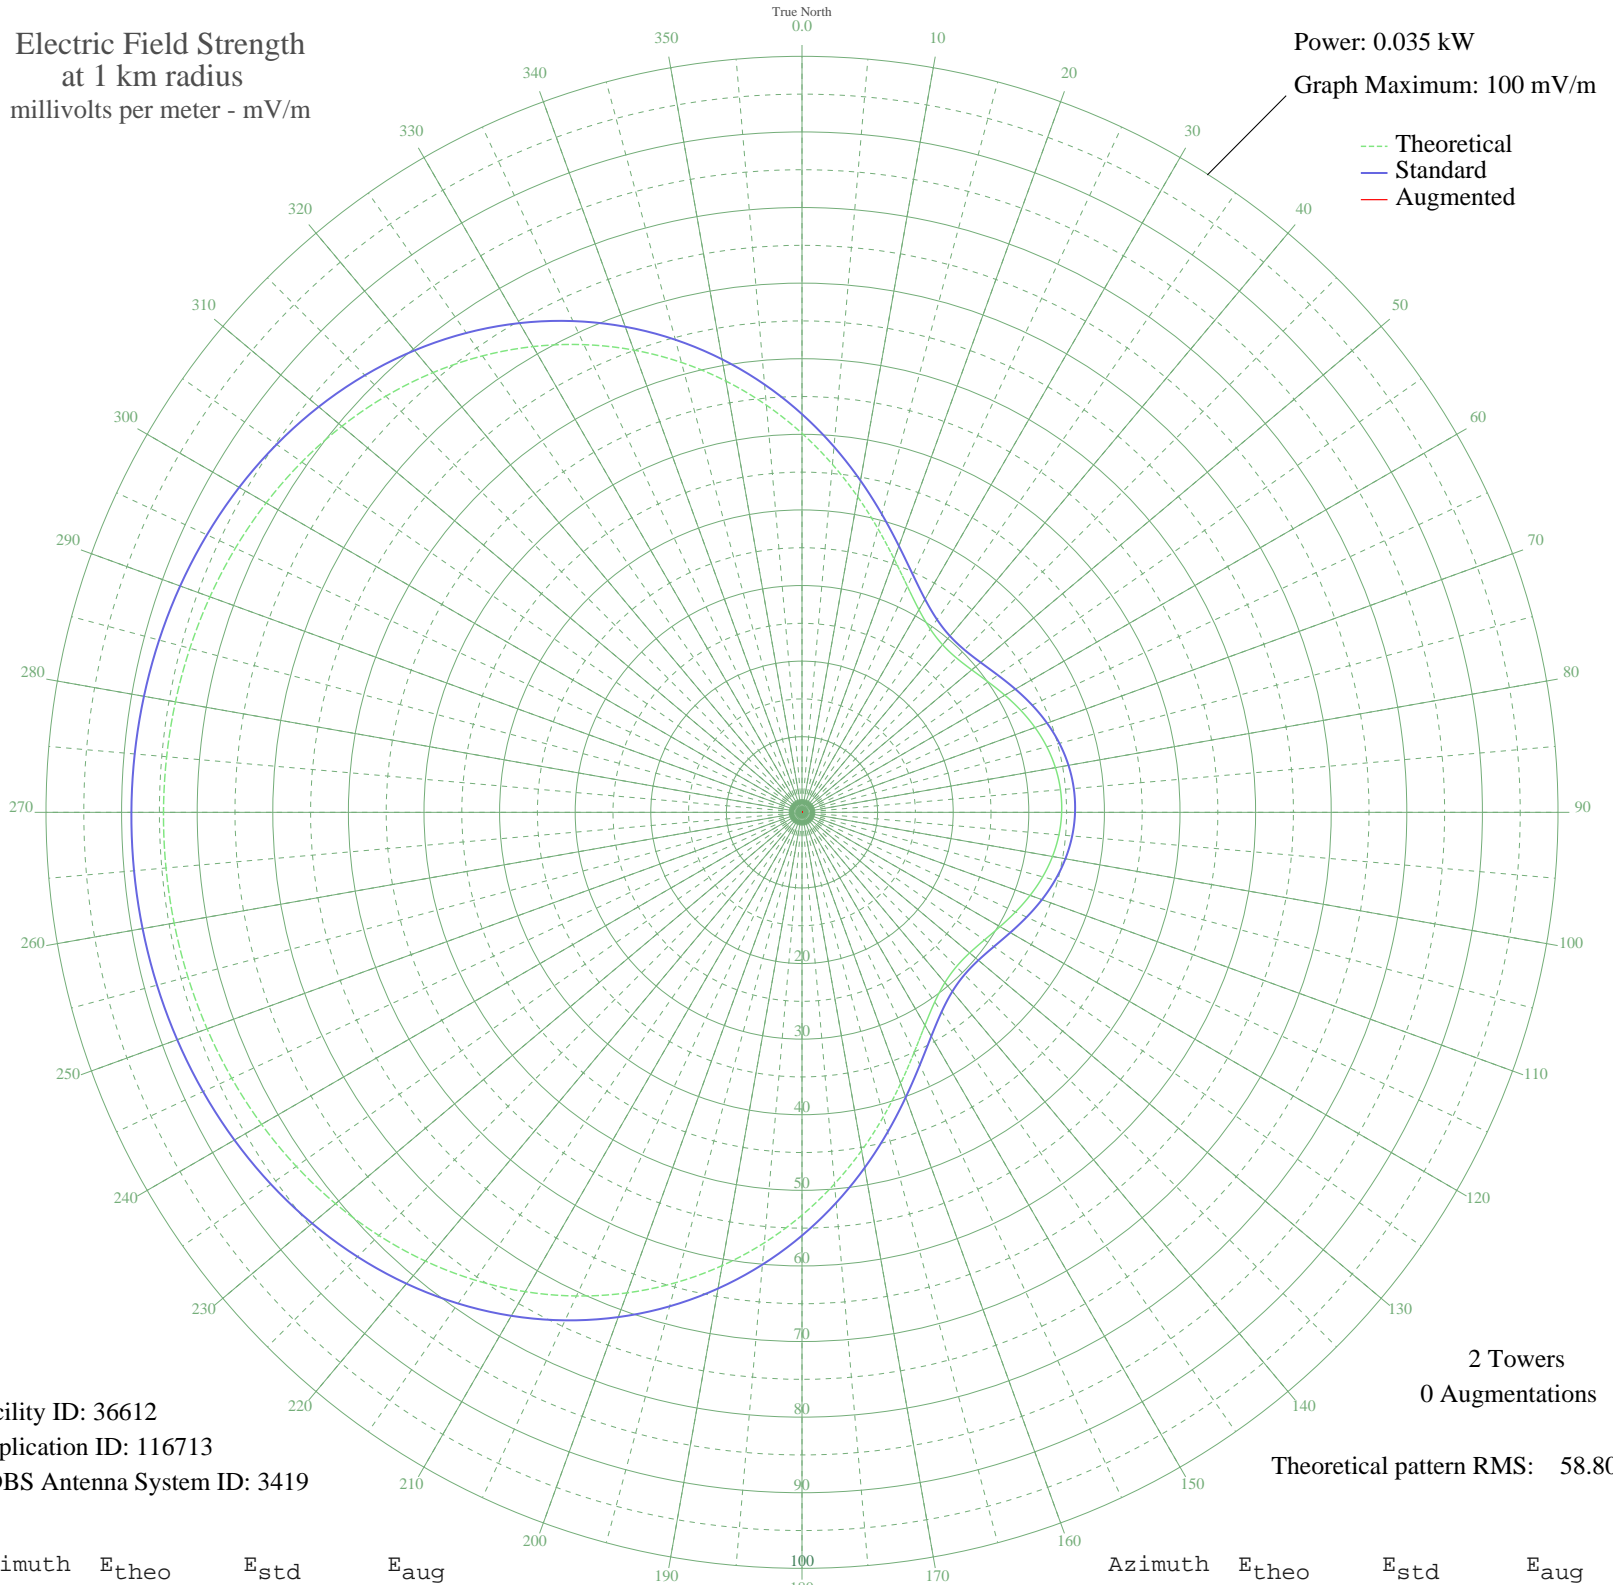 True North
0.0
Electric Field Strength
at 1 km radius
millivolts per meter - mV/m
Power: 0.035 kW
Graph Maximum: 100 mV/m
Theoretical
Standard
Augmented
10
20
30
40
50
60
70
80
90
100
110
120
130
140
150
160
170
190
200
210
220
230
240
250
260
270
280
290
300
310
320
330
340
350
20
30
40
50
60
70
80
90
100
2 Towers
0 Augmentations
Theoretical pattern RMS: 58.80
cility ID: 36612
plication ID: 116713
DBS Antenna System ID: 3419
imuth Etheo Estd Eaug
Azimuth Etheo Estd Eaug